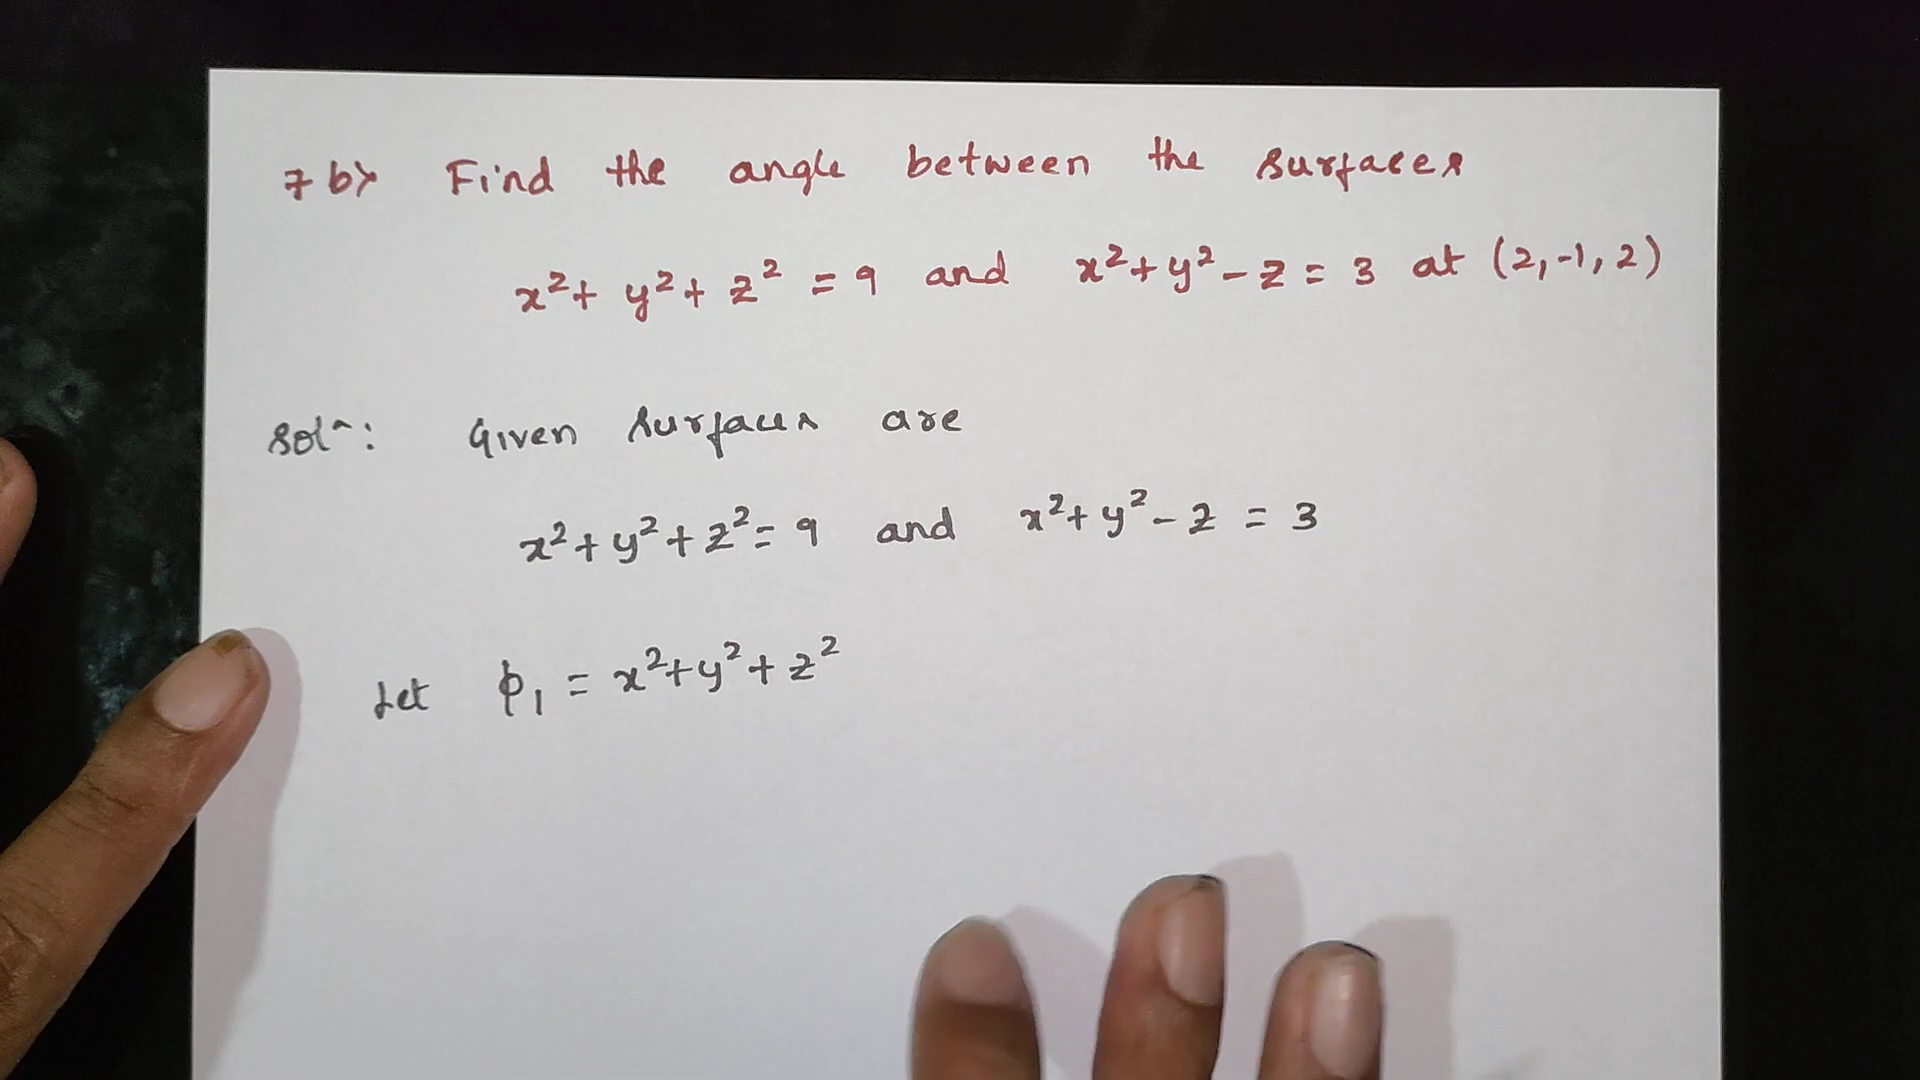 7 b) Find the angle between the surfaces
x² + y² + z² = 9 and x² + y² - z = 3 at (2, -1, 2)
Solⁿ: Given surfaces are
x² + y² + z² = 9 and x² + y² - z = 3
Let ϕ₁ = x² + y² + z²